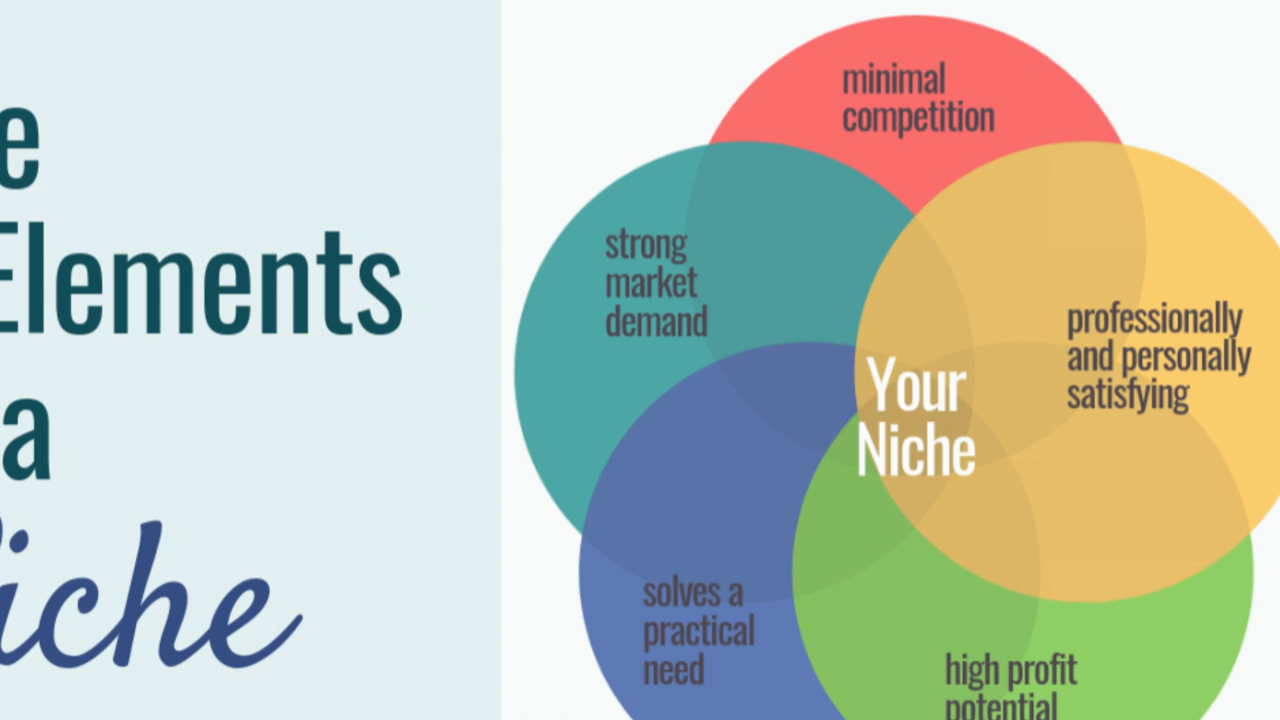 e
Elements
a
iche
minimal
competition
strong
market
demand
professionally
and personally
satisfying
Your
Niche
solves a
practical
need
high profit
potential